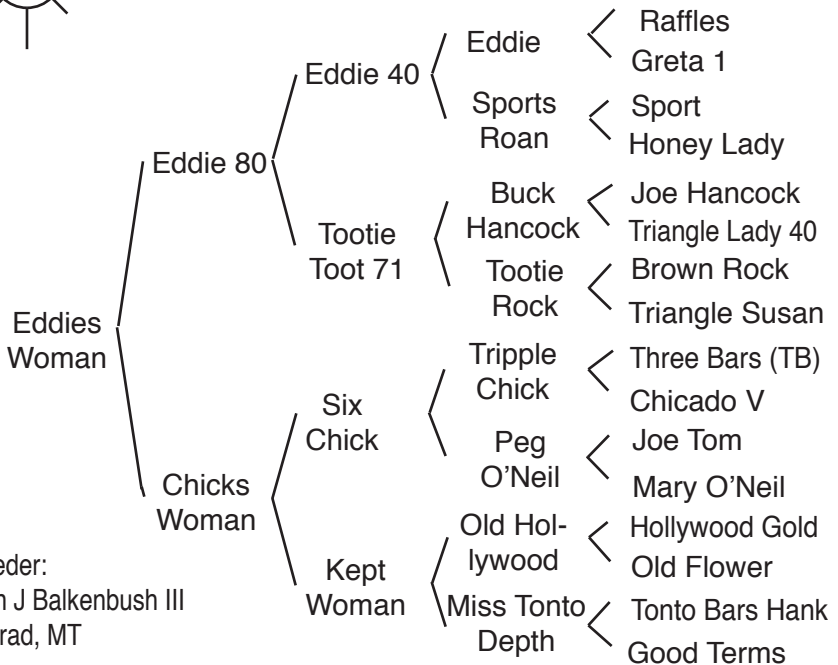 Raffles
Eddie
Greta 1
Eddie 40
Sports
Roan
Sport
Honey Lady
Eddie 80
Buck
Hancock
Joe Hancock
Triangle Lady 40
Tootie
Toot 71
Tootie
Rock
Brown Rock
Triangle Susan
Eddies
Woman
Tripple
Chick
Three Bars (TB)
Chicado V
Six
Chick
Peg
O'Neil
Joe Tom
Mary O'Neil
Chicks
Woman
Old Hol-
lywood
Hollywood Gold
Old Flower
Kept
Woman
Miss Tonto
Depth
Tonto Bars Hank
Good Terms
J Balkenbush III
MT